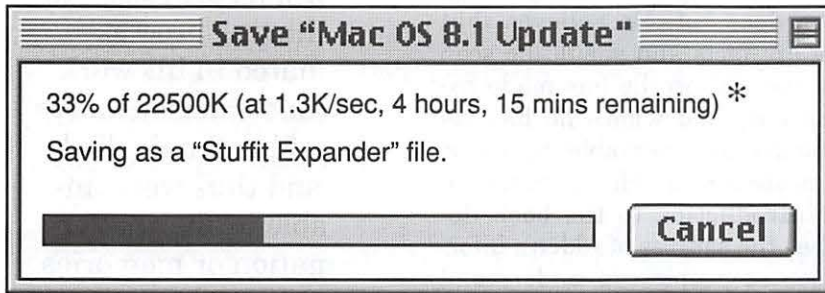 Save “Mac OS 8.1 Update”
33% of 22500K (at 1.3K/sec, 4 hours, 15 mins remaining) *
Saving as a “Stuffit Expander” file.
Cancel